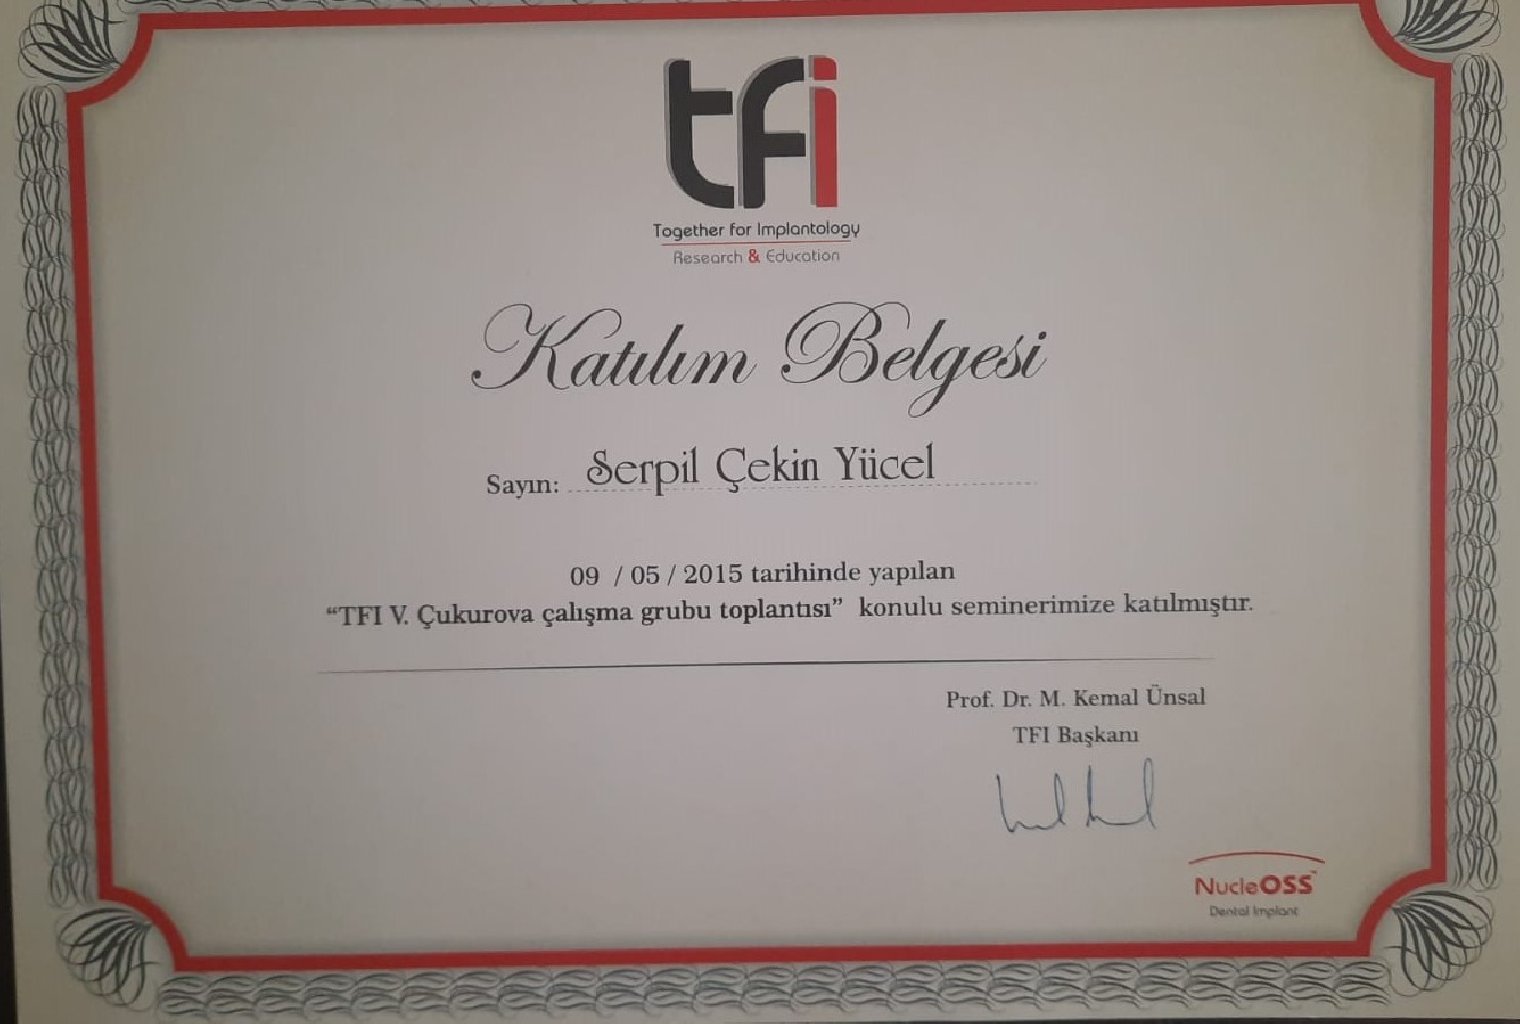 tfi
Together for Implantology
Research & Education
Katılım Belgesi
Sayın: Serpil Çekin Yücel
09 / 05 / 2015 tarihinde yapılan
“TFI V. Çukurova çalışma grubu toplantısı” konulu seminerimize katılmıştır.
Prof. Dr. M. Kemal Ünsal
TFI Başkanı
NucleOSS™
Dental Implant